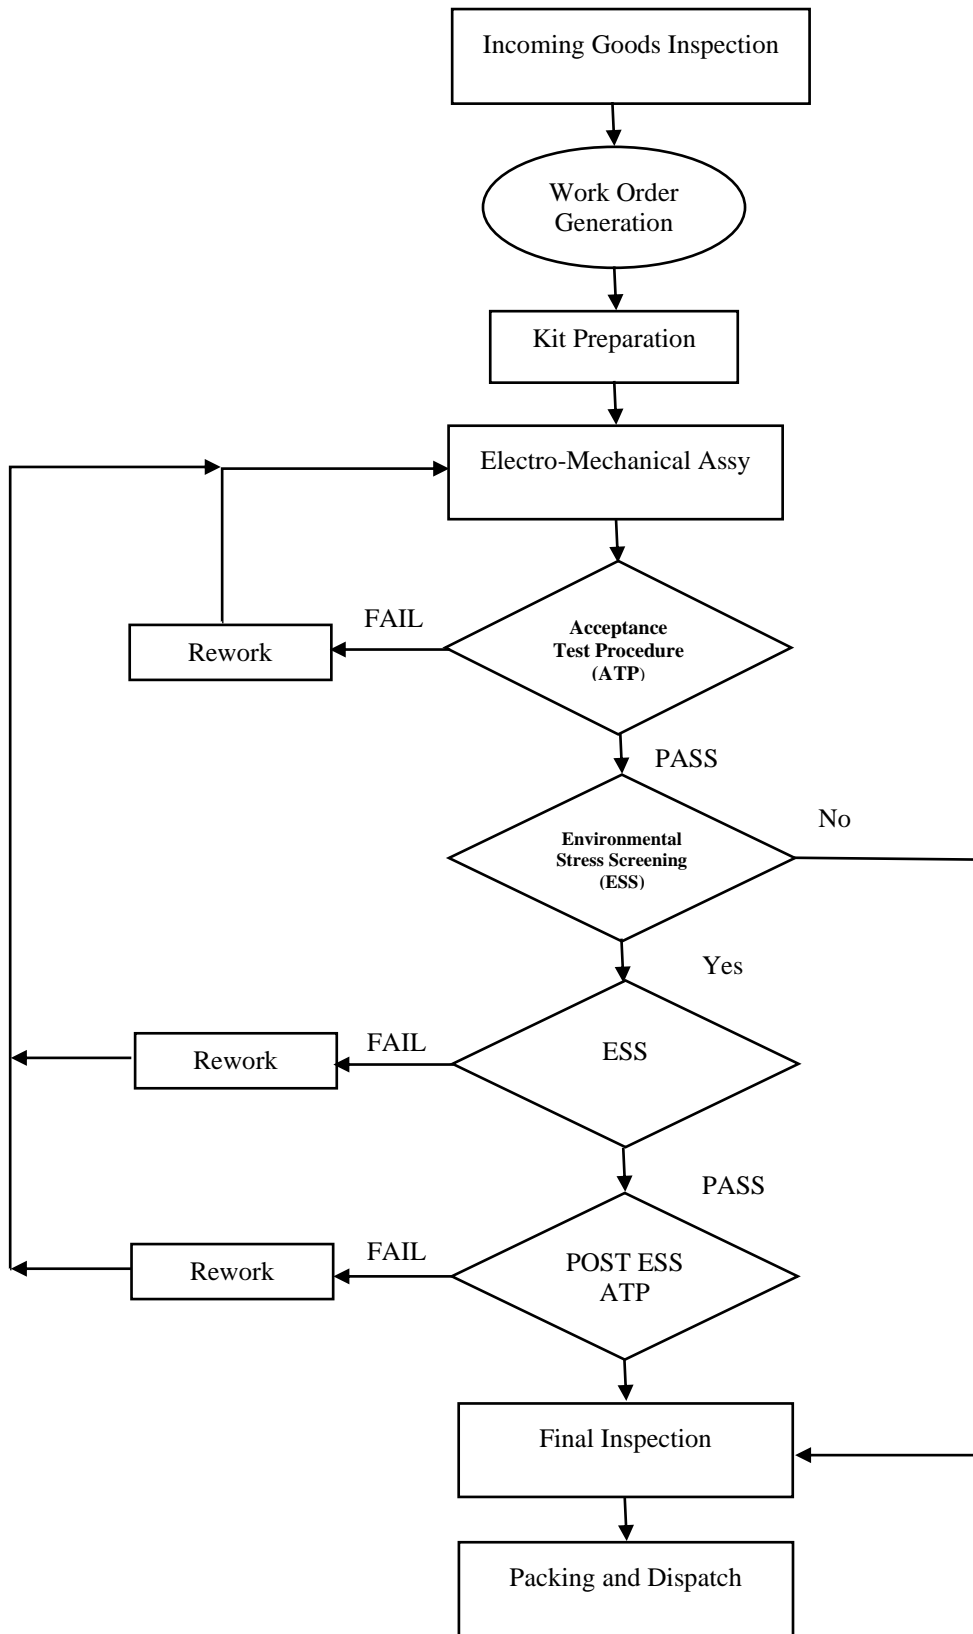 Incoming Goods Inspection
Work Order
Generation
Kit Preparation
Electro-Mechanical Assy
FAIL
Acceptance
Test Procedure
(ATP)
Rework
PASS
No
Environmental
Stress Screening
(ESS)
Yes
FAIL
ESS
Rework
PASS
FAIL
POST ESS
ATP
Rework
Final Inspection
Packing and Dispatch